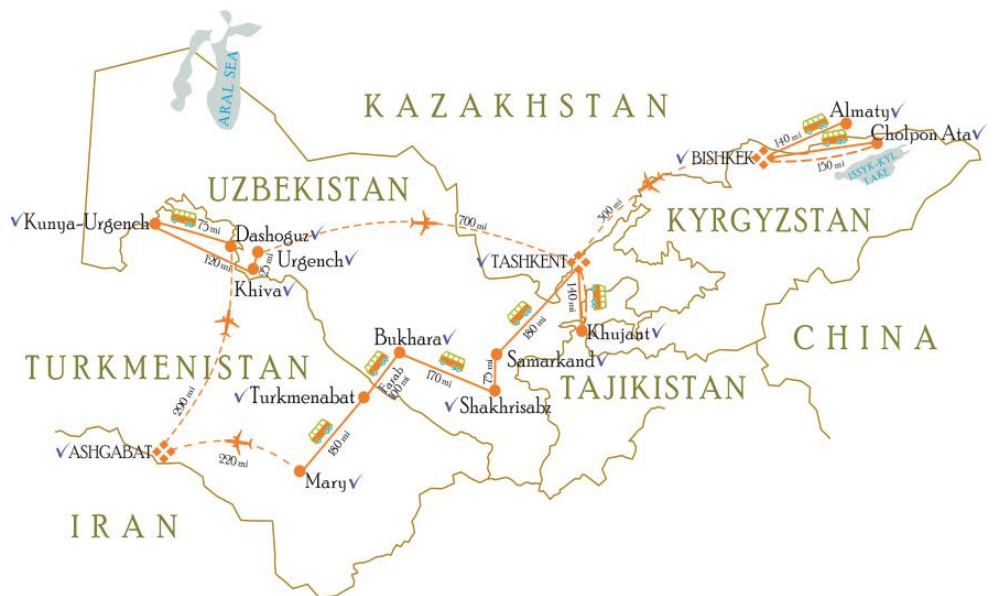 ARAL SEA
KAZAKHSTAN
Almaty
140 mi
Cholpon Ata
BISHKEK
150 mi
ISSYK-KYL
LAKE
UZBEKISTAN
300 mi
KYRGYZSTAN
Kunya-Urgench
75 mi
Dashoguz
700 mi
Urgench
TASHKENT
120 mi
Khiva
140 mi
180 mi
Khujant
CHINA
Bukhara
TURKMENISTAN
Samarkand
Farab
100 mi
170 mi
75 mi
TAJIKISTAN
Turkmenabat
Shakhrisabz
200 mi
180 mi
ASHGABAT
220 mi
Mary
IRAN